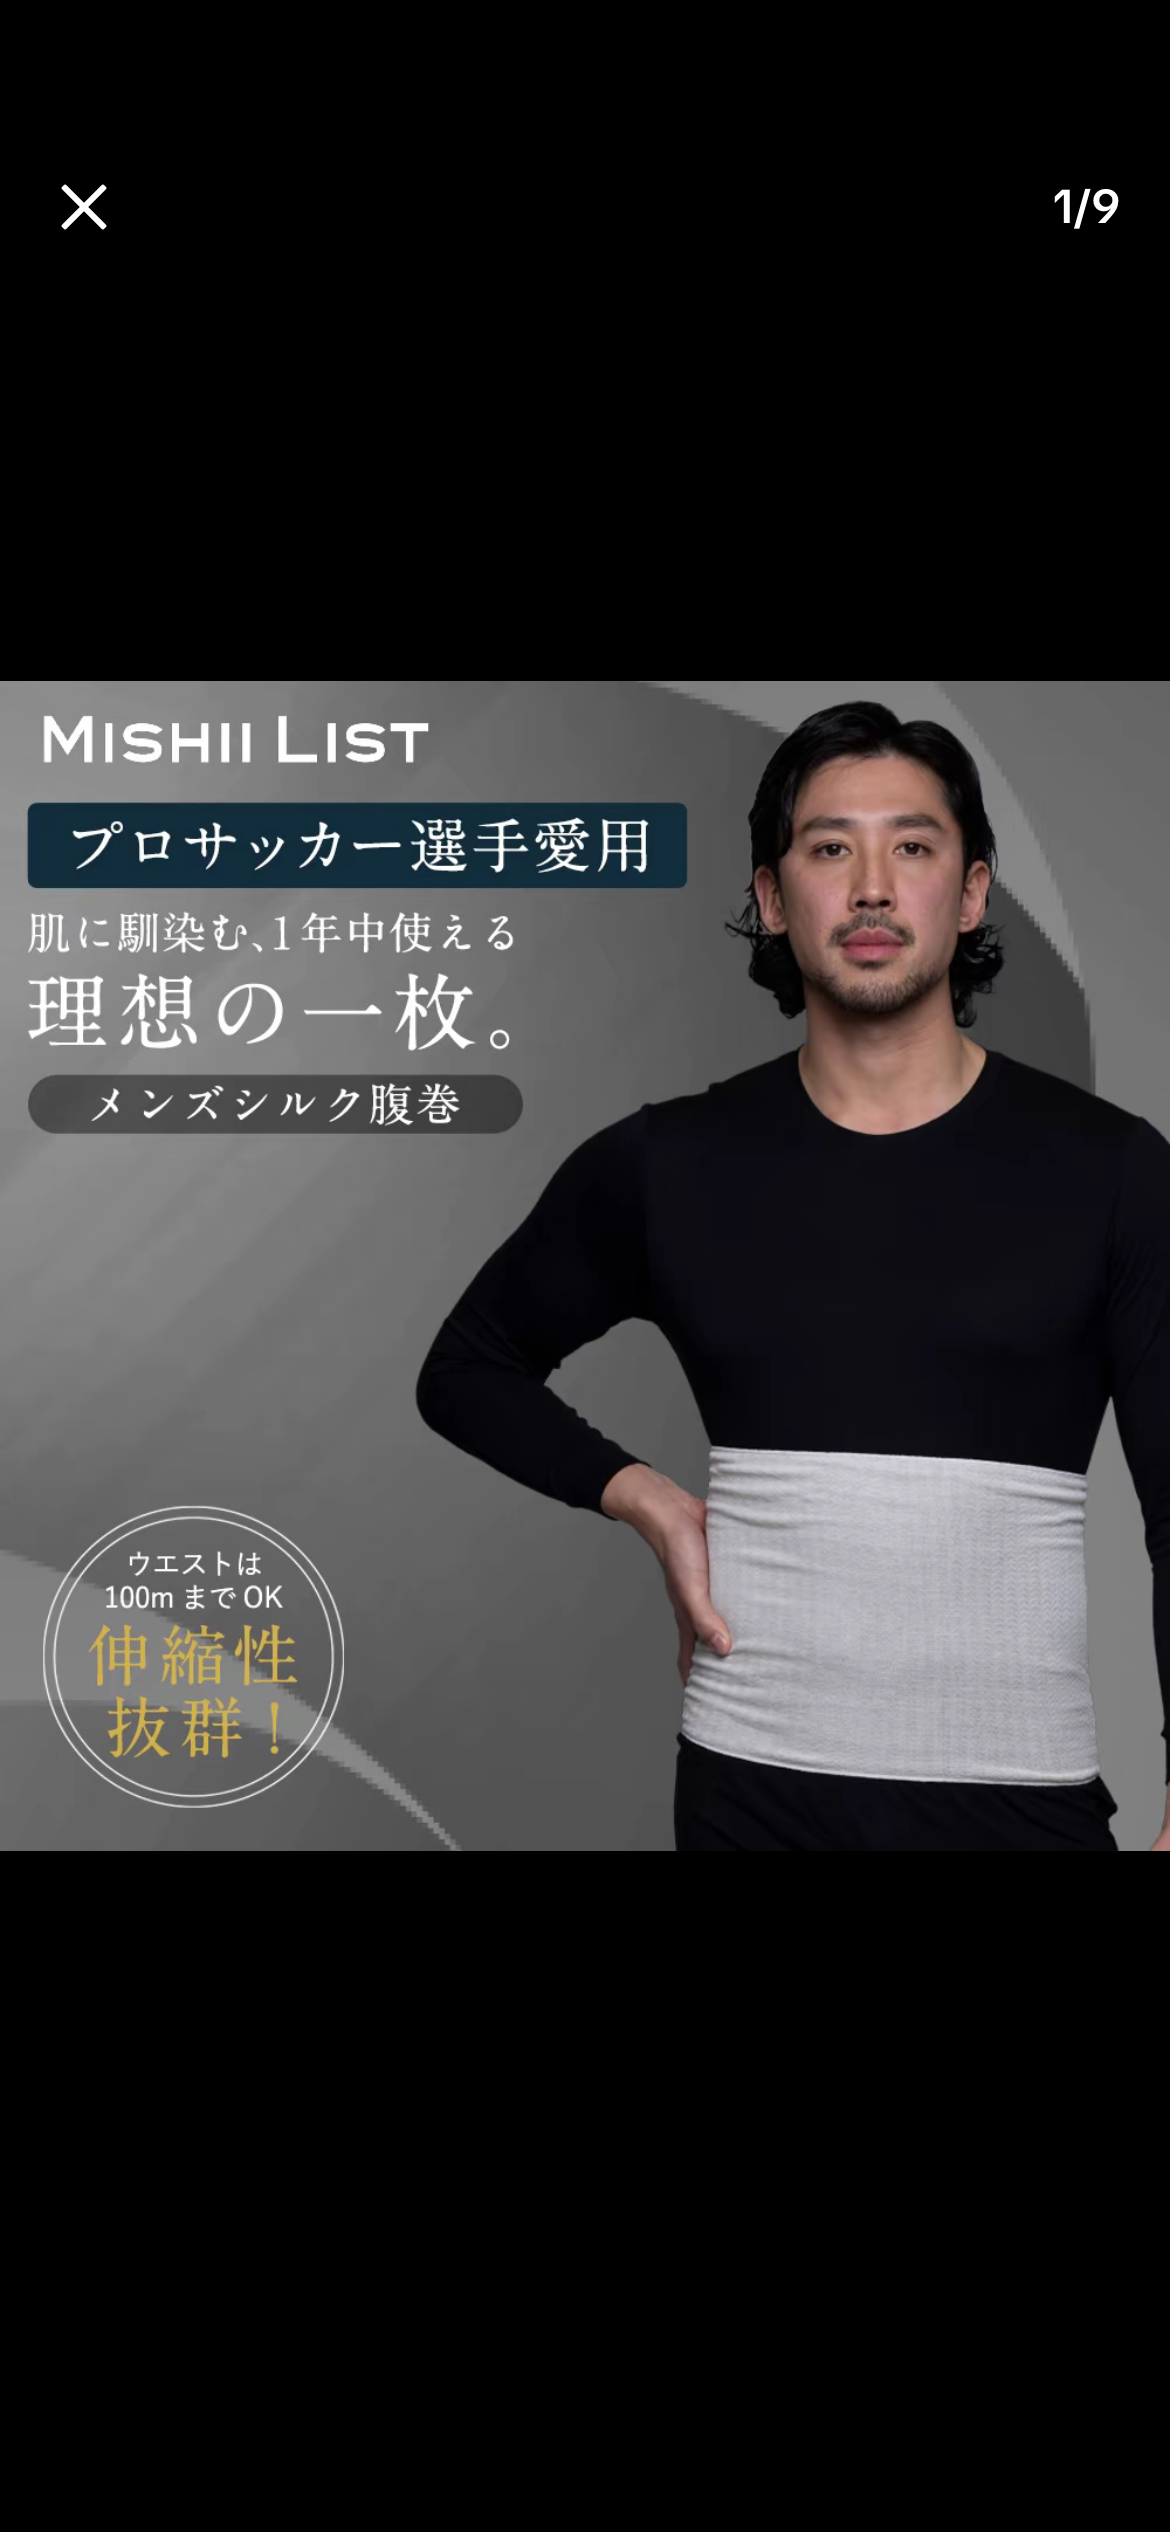 1/9
MISHII LIST
プロサッカー選手愛用
肌に馴染む、1年中使える
理想の一枚。
メンズシルク腹巻
ウエストは
100m まで OK
伸縮性
抜群！